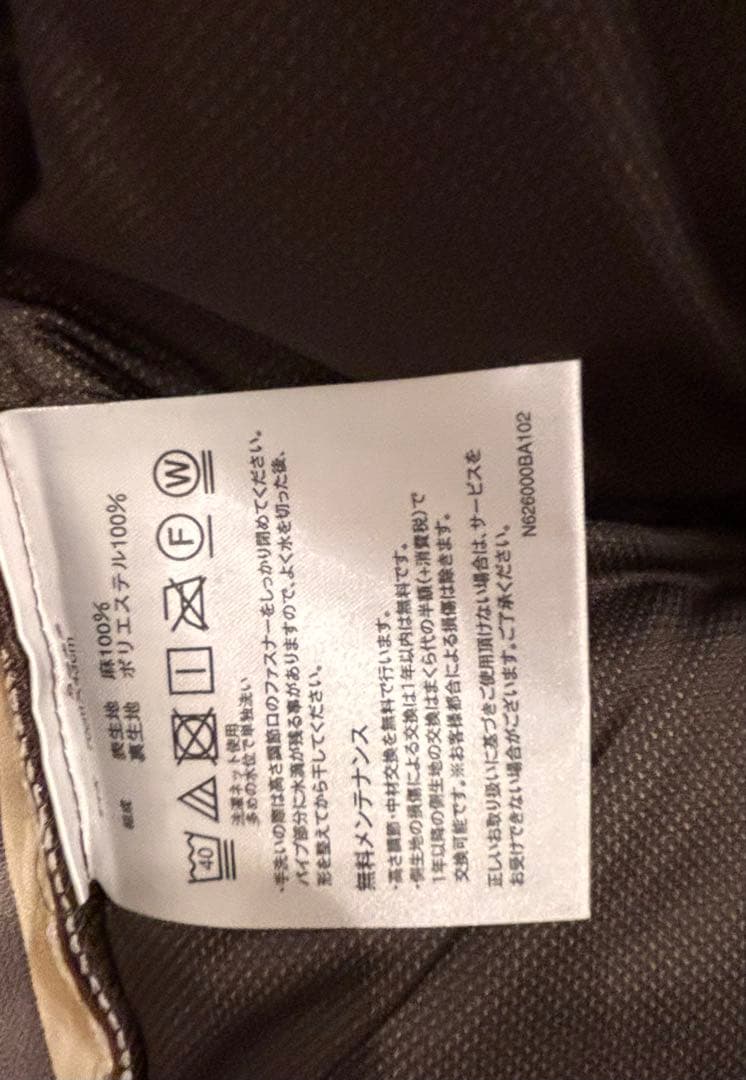 組成 表生地 麻100%
裏生地 ポリエステル100%
40 F W
洗濯ネット使用
多めの水位で単独洗い
・手洗いの際は高さ調節口のファスナーをしっかり閉めてください。
パイプ部分に水滴が残る事がありますので、よく水を切った後、
形を整えてから干してください。
無料メンテナンス
・高さ調節・中材交換を無料で行います。
・側生地の損傷による交換は1年以内は無料です。
1年以降の側生地の交換はまくら代の半額(+消費税)で
交換可能です。※お客様都合による損傷は除きます。
正しいお取り扱いに基づきご使用頂けない場合は、サービスを
お受けできない場合がございます。ご了承ください。
N626000BA102